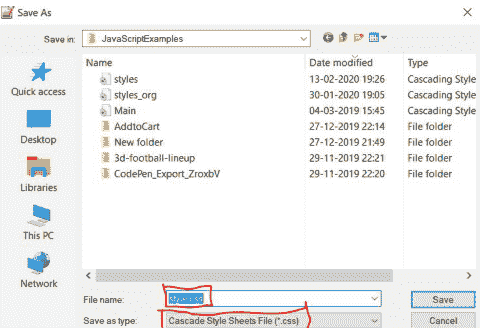 Save As
Save in:
JavaScriptExamples
Name
Date modified
Type
styles
13-02-2020 19:26
Cascading Style
styles_org
30-01-2020 19:05
Cascading Style
Main
04-03-2019 15:45
Cascading Style
AddtoCart
27-12-2019 22:14
File folder
New folder
27-12-2019 21:49
File folder
3d-football-lineup
29-11-2019 22:21
File folder
CodePen_Export_ZroxbV
29-11-2019 22:20
File folder
Quick access
Desktop
Libraries
This PC
Network
File name:
Save
Save as type:
Cascade Style Sheets File (*.css)
Cancel